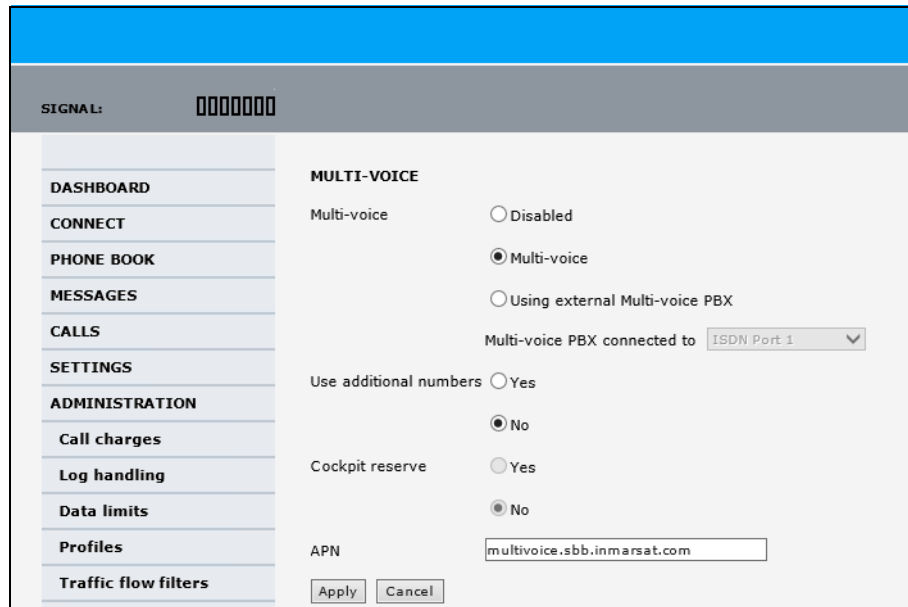 SIGNAL:
DASHBOARD
CONNECT
PHONE BOOK
MESSAGES
CALLS
SETTINGS
ADMINISTRATION
Call charges
Log handling
Data limits
Profiles
Traffic flow filters
MULTI-VOICE
Multi-voice Disabled
Multi-voice
Using external Multi-voice PBX
Multi-voice PBX connected to ISDN Port 1
Use additional numbers Yes
No
Cockpit reserve Yes
No
APN multivoice.sbb.inmarsat.com
Apply Cancel